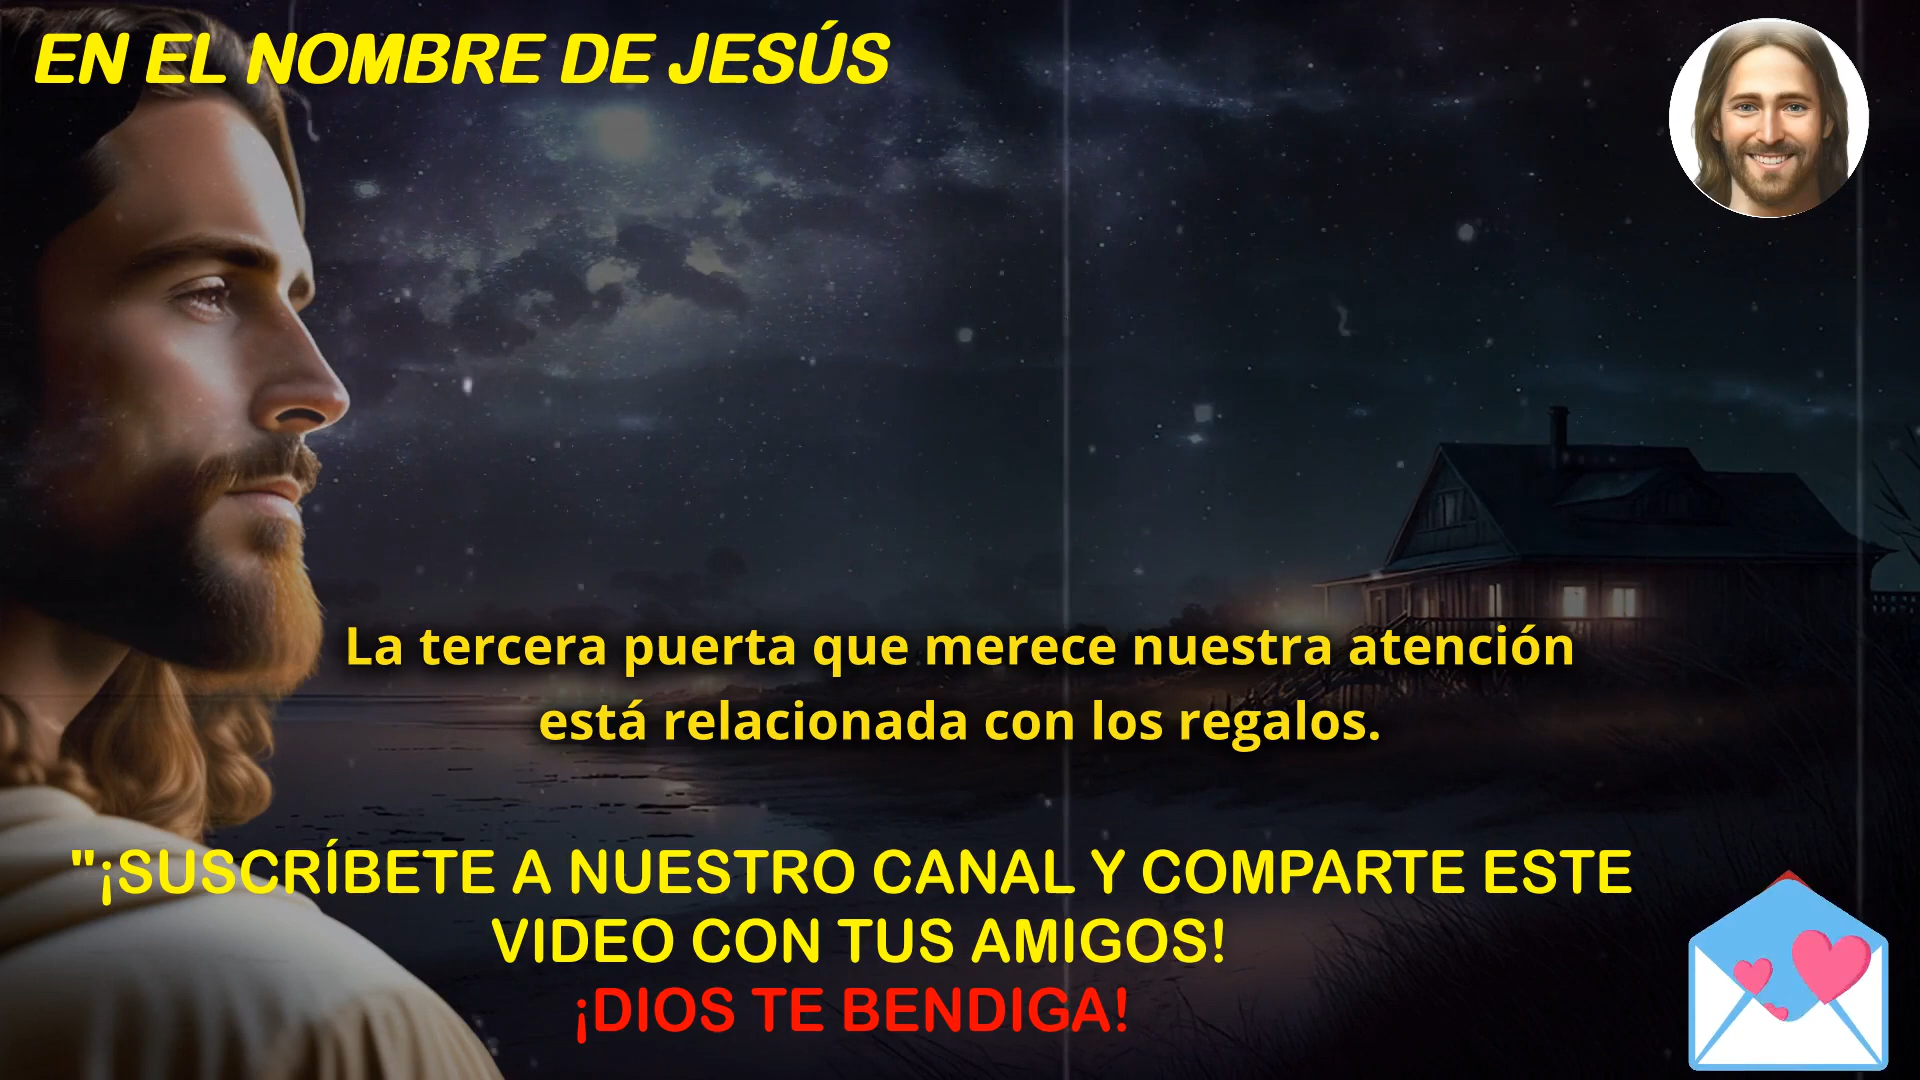 EN EL NOMBRE DE JESÚS
La tercera puerta que merece nuestra atención
está relacionada con los regalos.
"¡SUSCRÍBETE A NUESTRO CANAL Y COMPARTE ESTE
VIDEO CON TUS AMIGOS!
¡DIOS TE BENDIGA!